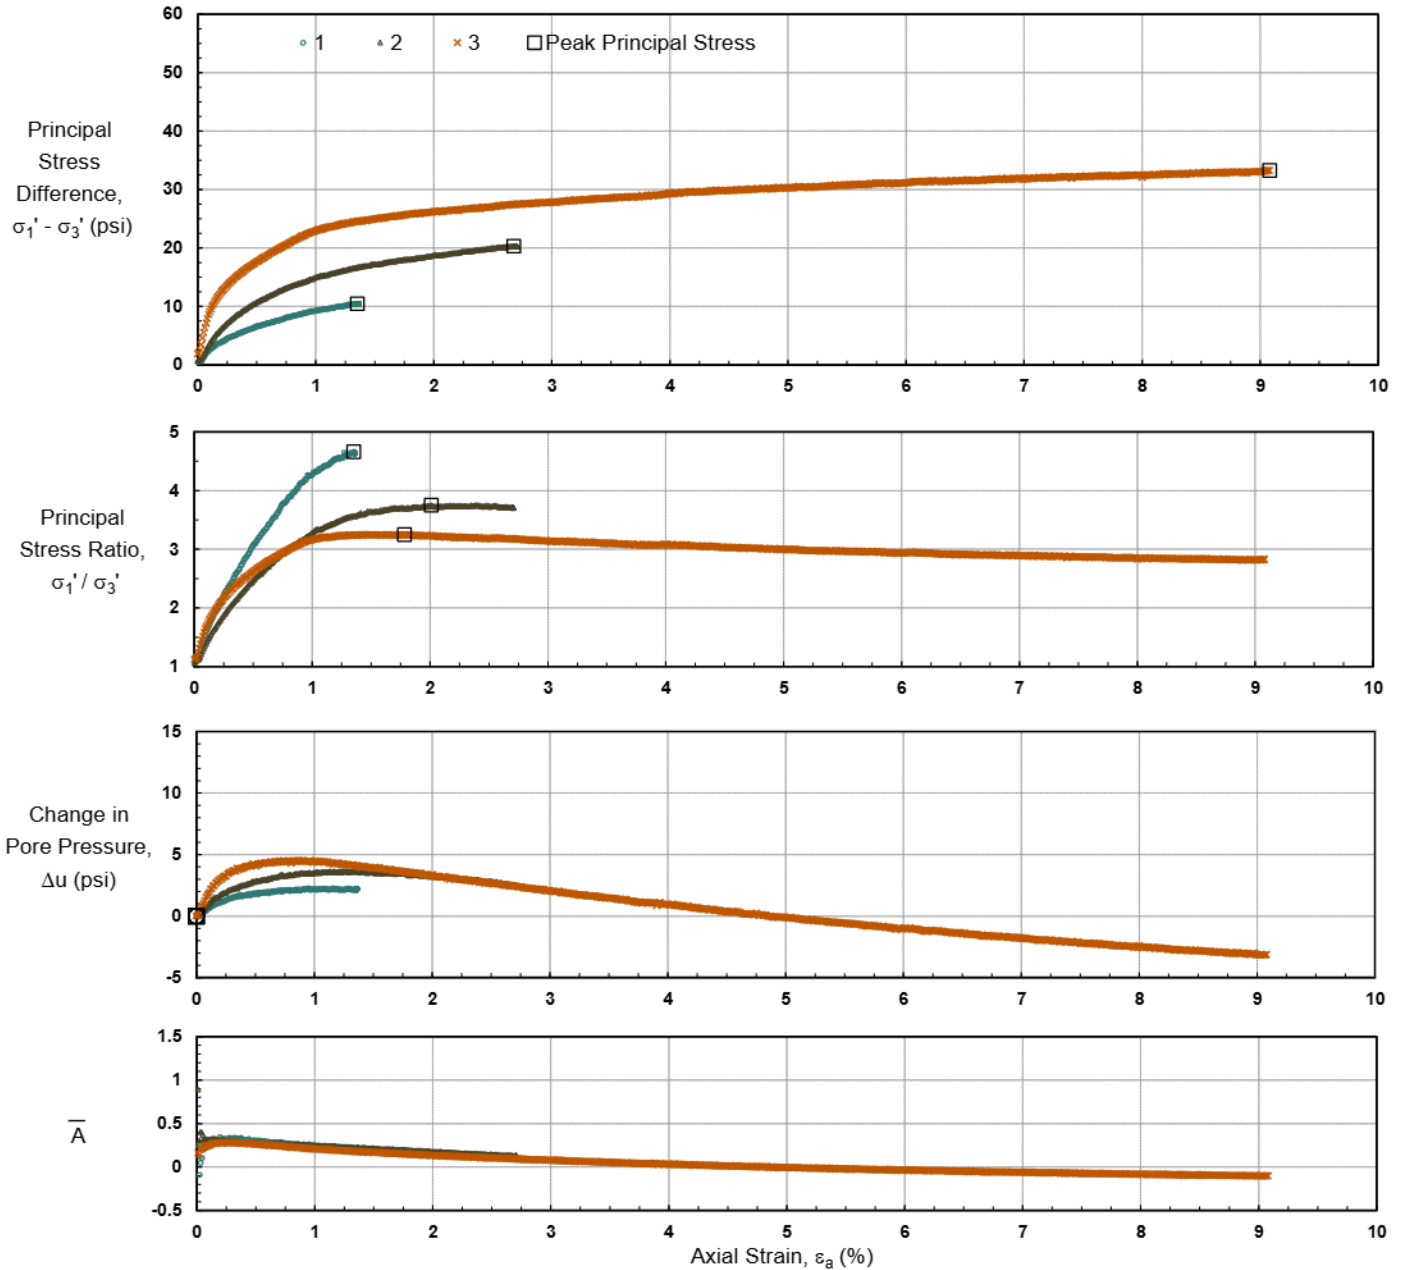 60
50
40
30
20
10
0
1 2 3 Peak Principal Stress
Principal
Stress
Difference,
σ1' - σ3' (psi)
0 1 2 3 4 5 6 7 8 9 10
5
4
3
2
1
Principal
Stress Ratio,
σ1' / σ3'
0 1 2 3 4 5 6 7 8 9 10
15
10
5
0
-5
Change in
Pore Pressure,
Δu (psi)
0 1 2 3 4 5 6 7 8 9 10
1.5
1
0.5
0
-0.5
A̅
0 1 2 3 4 5 6 7 8 9 10
Axial Strain, εa (%)